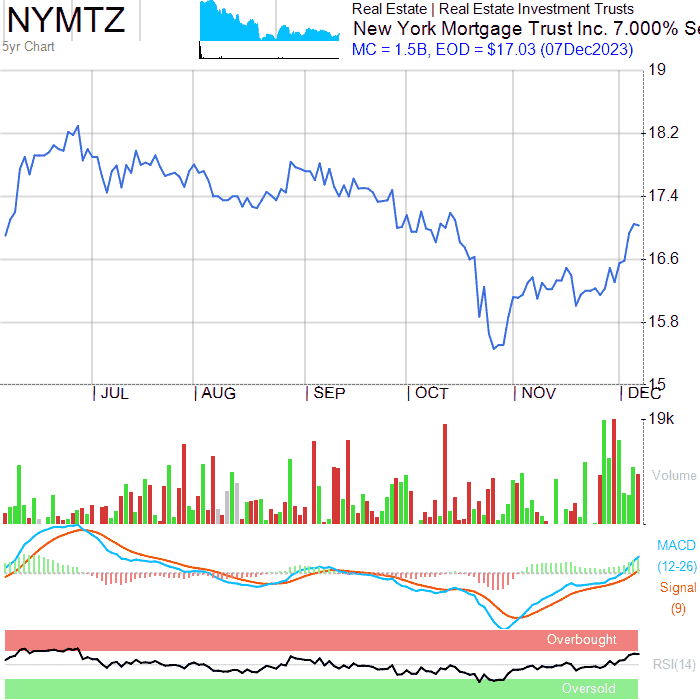 NYMTZ
5yr Chart
Real Estate | Real Estate Investment Trusts
New York Mortgage Trust Inc. 7.000% Se
MC = 1.5B, EOD = $17.03 (07Dec2023)
19
18.2
17.4
16.6
15.8
15
JUL
AUG
SEP
OCT
NOV
DEC
19k
Volume
MACD
(12-26)
Signal
(9)
Overbought
RSI(14)
Oversold